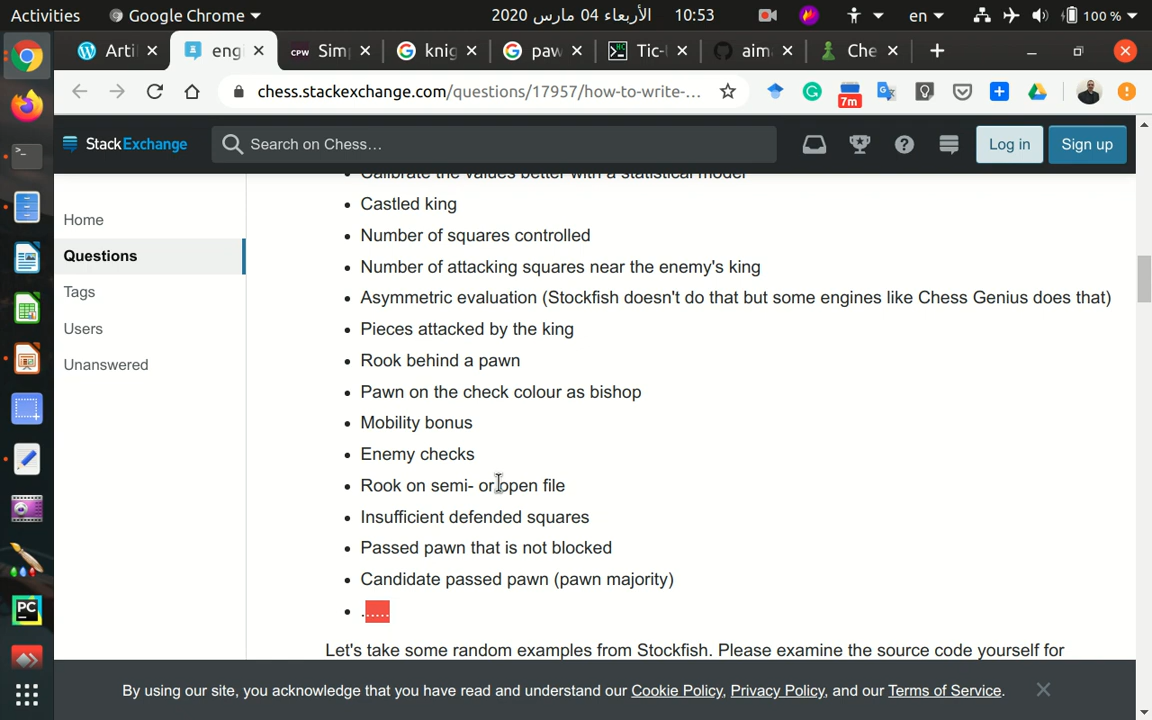 Activities Google Chrome 2020 الأربعاء 04 مارس 10:53 en 100 %
Arti eng CPW Sim knig paw Tic- aim Che
chess.stackexchange.com/questions/17957/how-to-write-... 7m
StackExchange Search on Chess... Log in Sign up
Calibrate the values better with a statistical model
Castled king
Home
Number of squares controlled
Questions
Number of attacking squares near the enemy's king
Tags
Asymmetric evaluation (Stockfish doesn't do that but some engines like Chess Genius does that)
Users
Pieces attacked by the king
Unanswered
Rook behind a pawn
Pawn on the check colour as bishop
Mobility bonus
Enemy checks
Rook on semi- or open file
Insufficient defended squares
Passed pawn that is not blocked
Candidate passed pawn (pawn majority)
......
Let's take some random examples from Stockfish. Please examine the source code yourself for
By using our site, you acknowledge that you have read and understand our Cookie Policy, Privacy Policy, and our Terms of Service.
PC